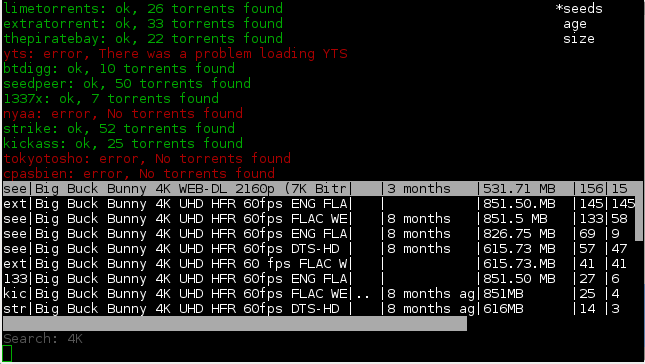 limetorrents: ok, 26 torrents found *seeds
extratorrent: ok, 33 torrents found age
thepiratebay: ok, 22 torrents found size
yts: error, There was a problem loading YTS
btdigg: ok, 10 torrents found
seedpeer: ok, 50 torrents found
1337x: ok, 7 torrents found
nyaa: error, No torrents found
strike: ok, 52 torrents found
kickass: ok, 25 torrents found
tokyotosho: error, No torrents found
cpasbien: error, No torrents found
see|Big Buck Bunny 4K WEB-DL 2160p (7K Bitr| |3 months |531.71 MB |156|15
ext|Big Buck Bunny 4K UHD HFR 60fps ENG FLA| | |851.50.MB |145|145
see|Big Buck Bunny 4K UHD HFR 60fps FLAC WE| |8 months |851.5 MB |133|58
see|Big Buck Bunny 4K UHD HFR 60fps ENG FLA| |8 months |826.75 MB |69 |9
see|Big Buck Bunny 4K UHD HFR 60fps DTS-HD | |8 months |615.73 MB |57 |47
ext|Big Buck Bunny 4K UHD HFR 60 fps FLAC W| | |615.73.MB |41 |41
133|Big Buck Bunny 4K UHD HFR 60fps ENG FLA| | |851.50 MB |27 |6
kic|Big Buck Bunny 4K UHD HFR 60fps FLAC WE|.. |8 months ag|851MB |25 |4
str|Big Buck Bunny 4K UHD HFR 60fps DTS-HD | |8 months ag|616MB |14 |3
Search: 4K